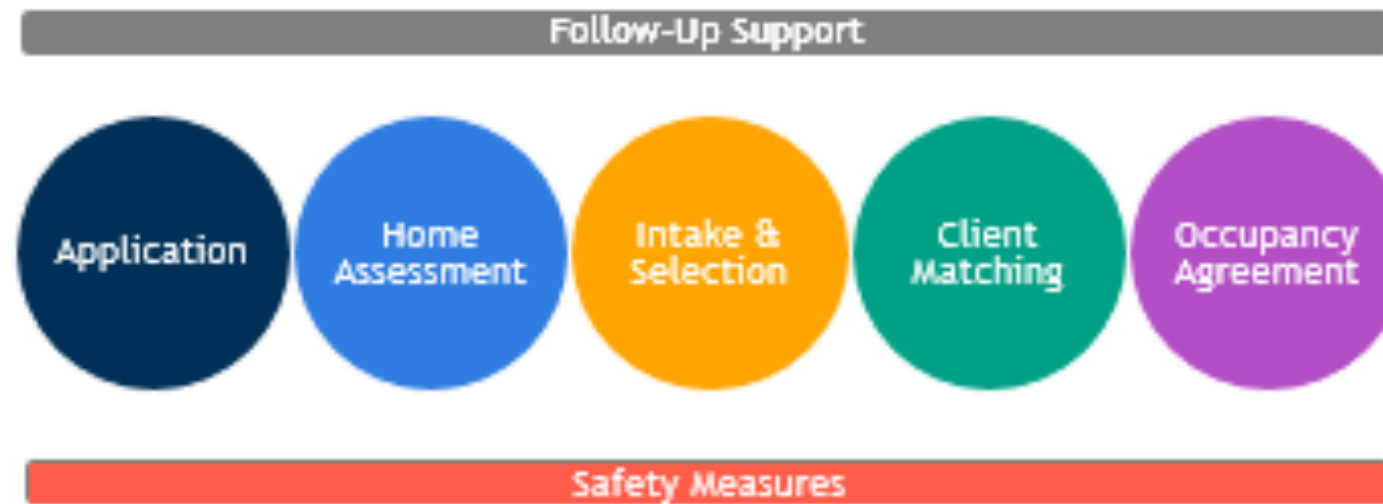 Follow-Up Support
Application
Home
Assessment
Intake &
Selection
Client
Matching
Occupancy
Agreement
Safety Measures